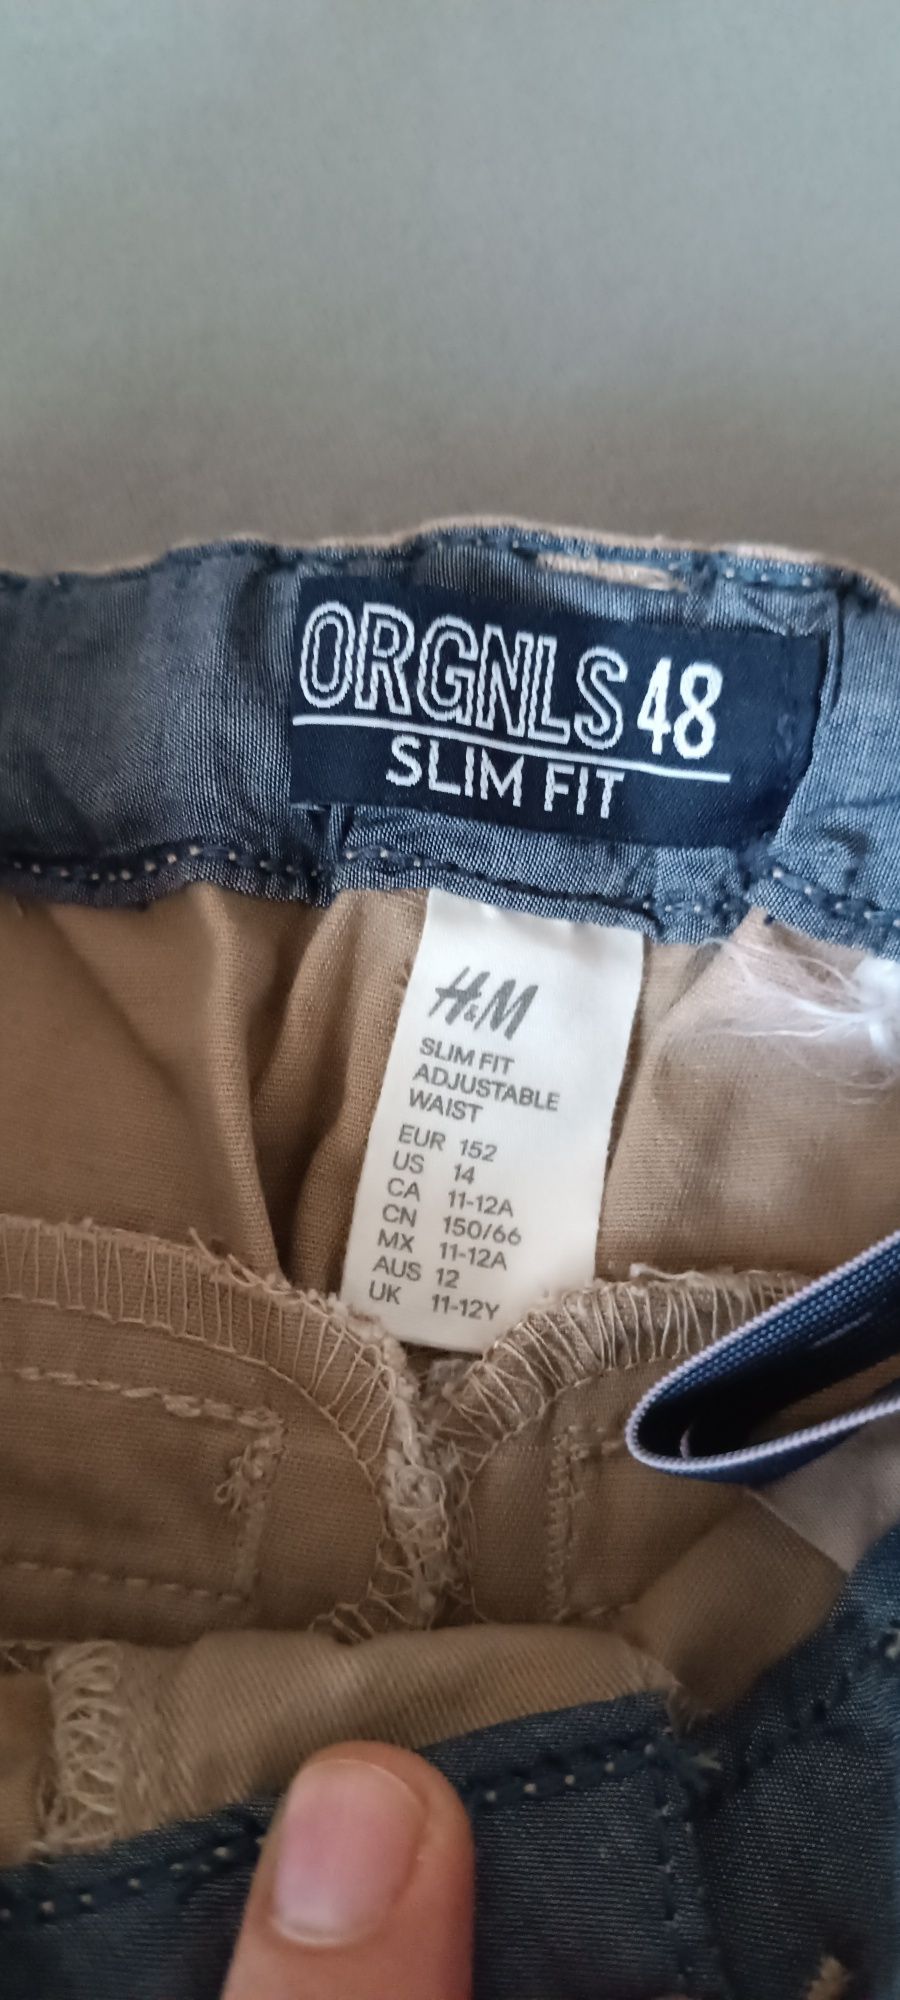 ORGNLS 48
SLIM FIT
H&M
SLIM FIT
ADJUSTABLE
WAIST
EUR 152
US 14
CA 11-12A
CN 150/66
MX 11-12A
AUS 12
UK 11-12Y